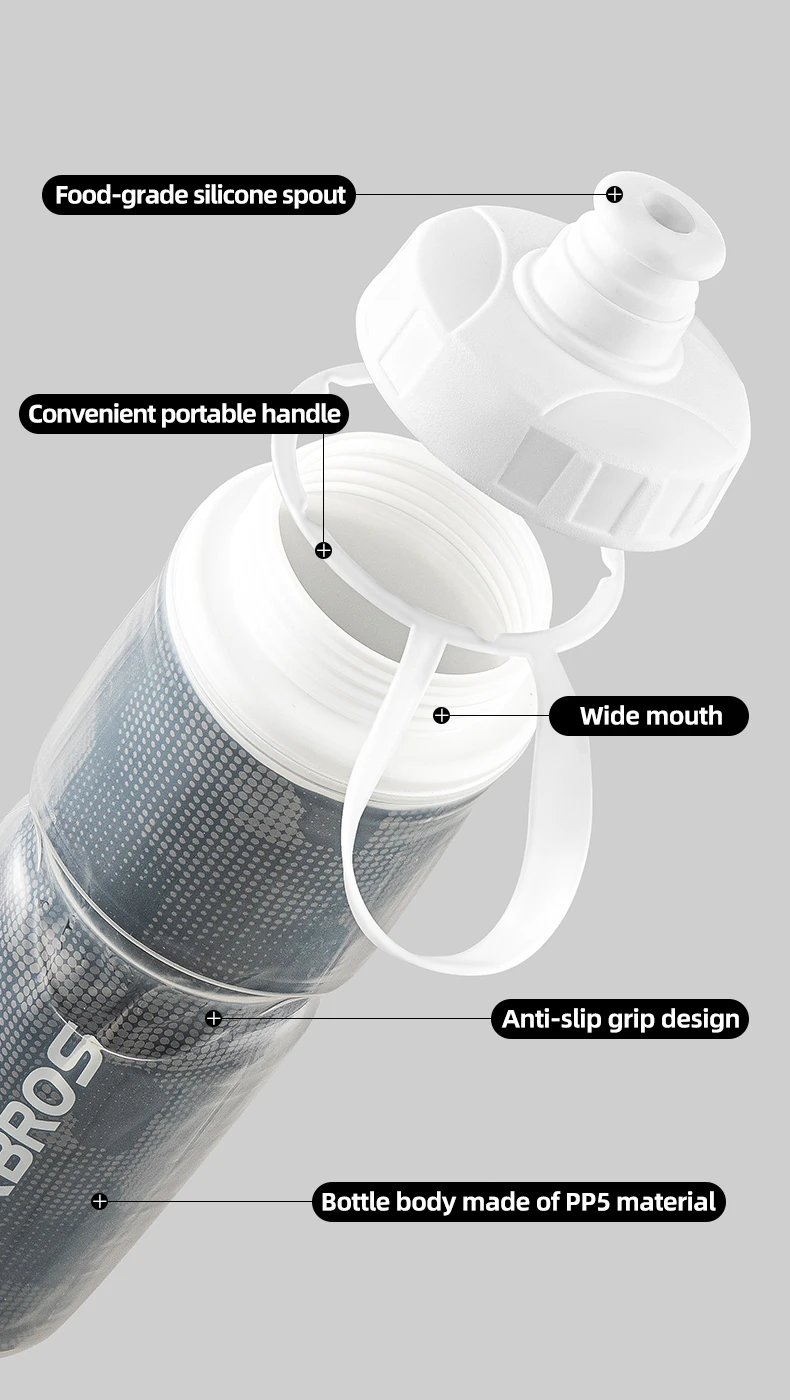 Food-grade silicone spout
Convenient portable handle
Wide mouth
Anti-slip grip design
BROS
Bottle body made of PP5 material